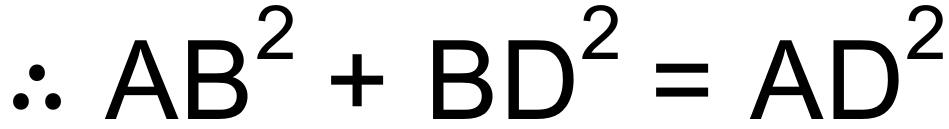 ∴ AB² + BD² = AD²